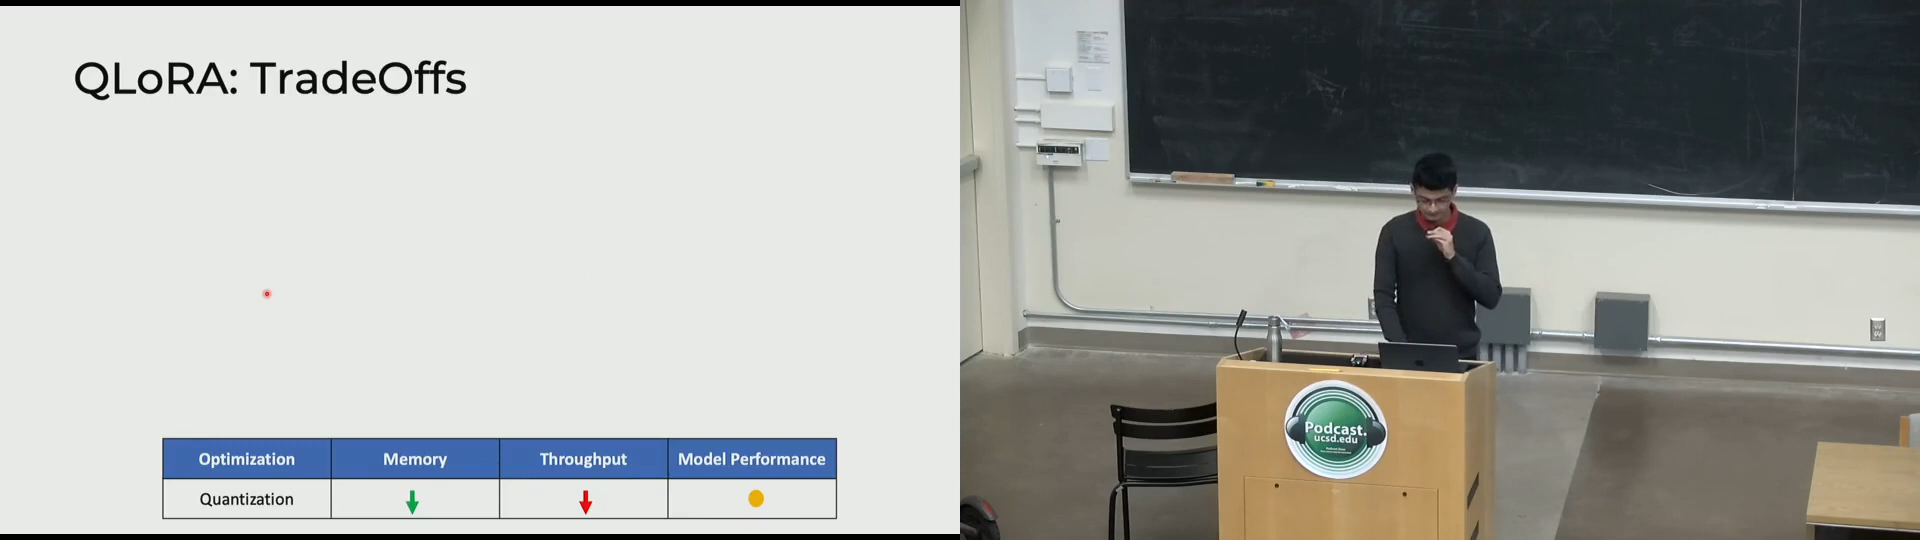 QLoRA: TradeOffs
Optimization Memory Throughput Model Performance
Quantization
Podcast.
ucsd.edu